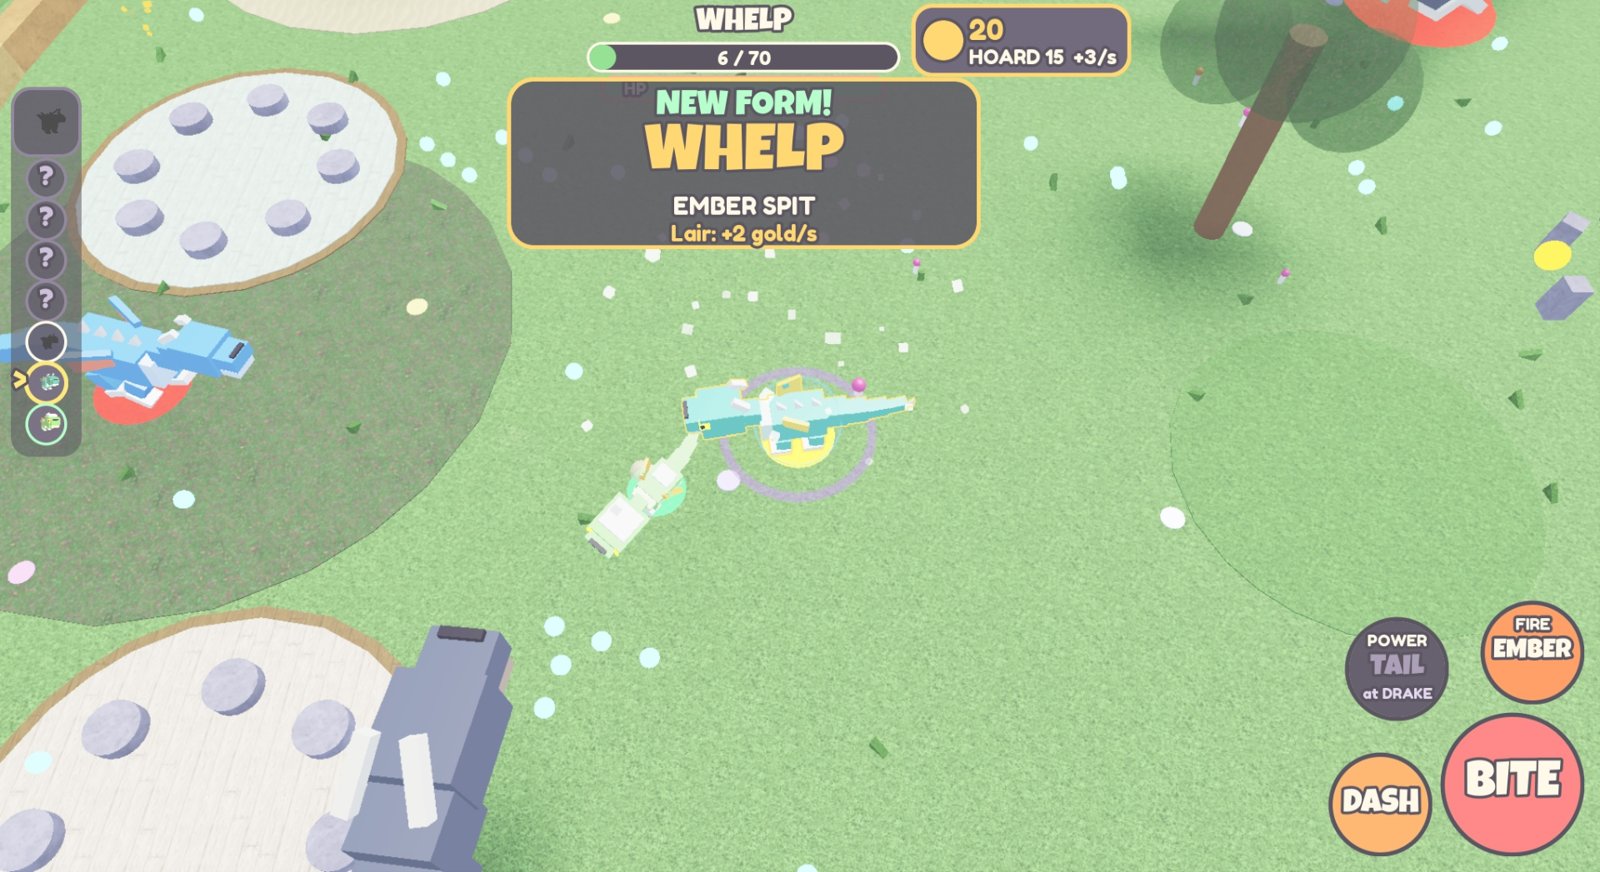 WHELP
6 / 70
20
HOARD 15 +3/s
HP
NEW FORM!
WHELP
EMBER SPIT
Lair: +2 gold/s
?
?
?
?
>
POWER
TAIL
at DRAKE
FIRE
EMBER
DASH
BITE